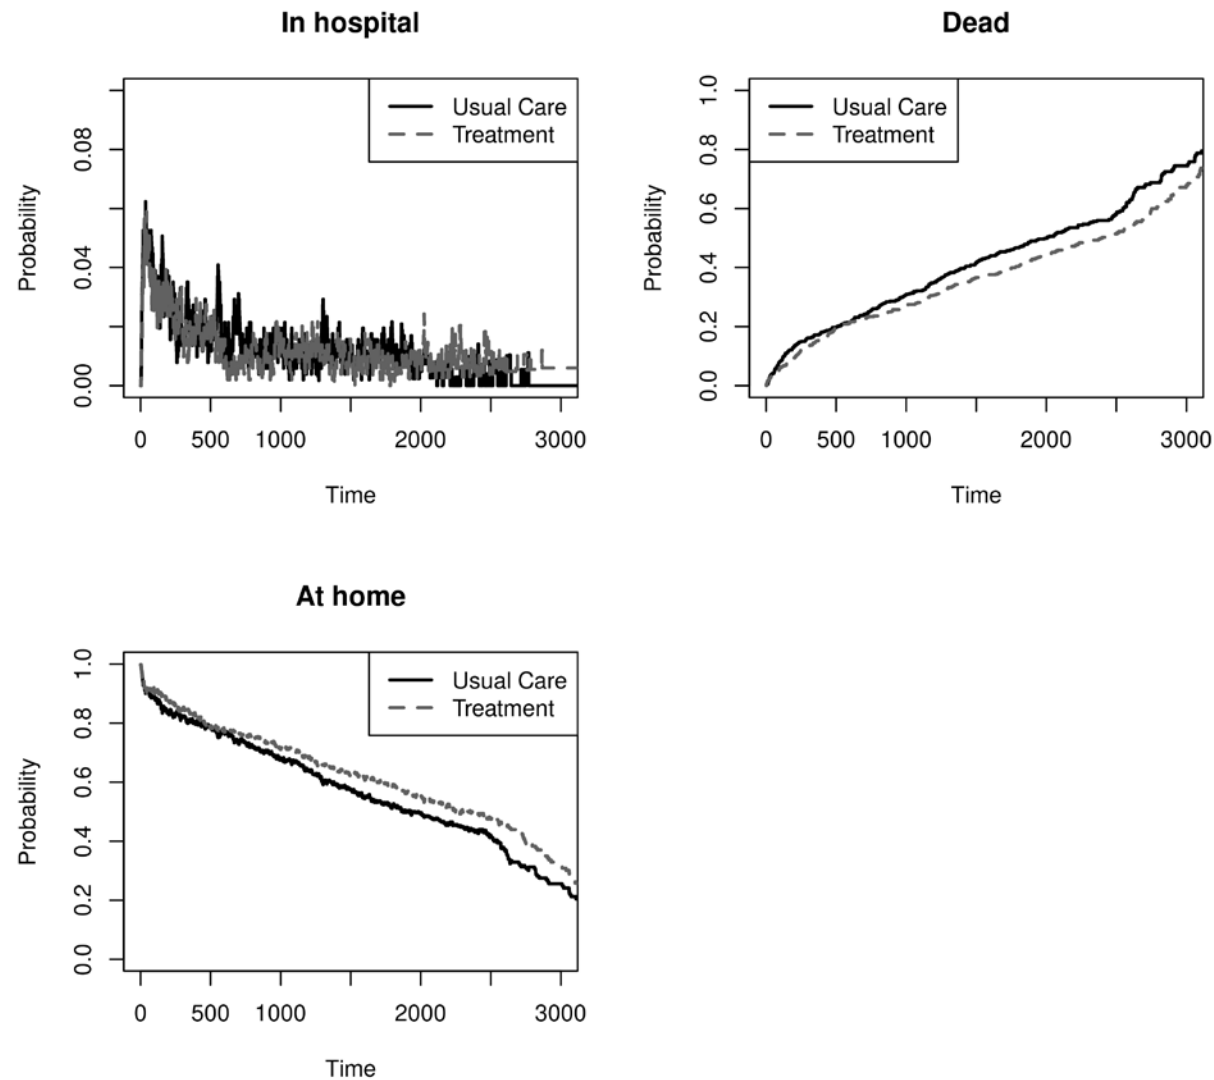 In hospital
Usual Care
Treatment
Probability
0.00 0.04 0.08
0 500 1000 2000 3000
Time
Dead
Usual Care
Treatment
Probability
0.0 0.2 0.4 0.6 0.8 1.0
0 500 1000 2000 3000
Time
At home
Usual Care
Treatment
Probability
0.0 0.2 0.4 0.6 0.8 1.0
0 500 1000 2000 3000
Time